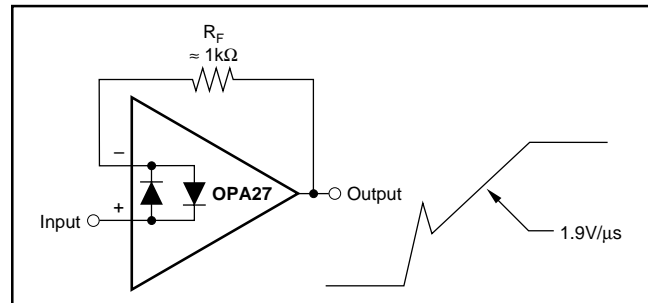 R_F
≈ 1kΩ
−
OPA27
+
Input
Output
1.9V/µs